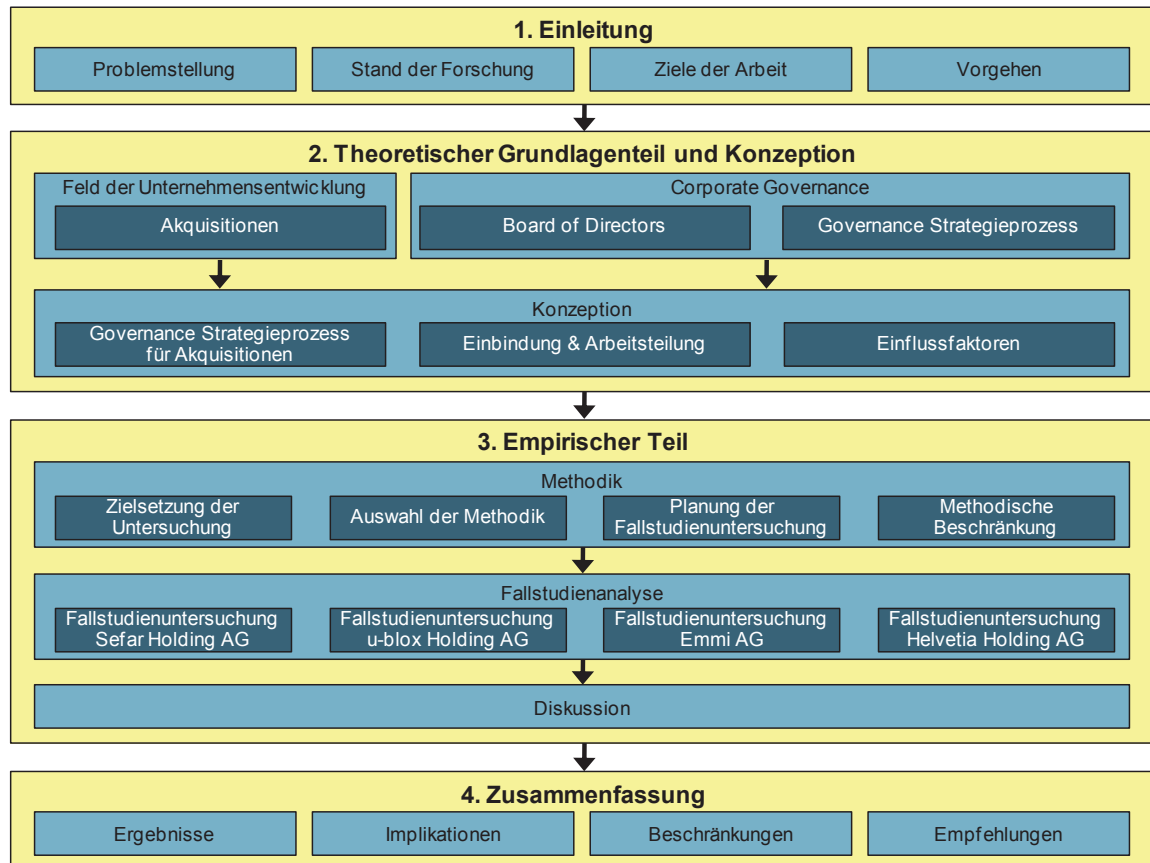 1. Einleitung
Problemstellung
Stand der Forschung
Ziele der Arbeit
Vorgehen
2. Theoretischer Grundlagenteil und Konzeption
Feld der Unternehmensentwicklung
Akquisitionen
Corporate Governance
Board of Directors
Governance Strategieprozess
Konzeption
Governance Strategieprozess
für Akquisitionen
Einbindung & Arbeitsteilung
Einflussfaktoren
3. Empirischer Teil
Methodik
Zielsetzung der
Untersuchung
Auswahl der Methodik
Planung der
Fallstudienuntersuchung
Methodische
Beschränkung
Fallstudienanalyse
Fallstudienuntersuchung
Sefar Holding AG
Fallstudienuntersuchung
u-blox Holding AG
Fallstudienuntersuchung
Emmi AG
Fallstudienuntersuchung
Helvetia Holding AG
Diskussion
4. Zusammenfassung
Ergebnisse
Implikationen
Beschränkungen
Empfehlungen